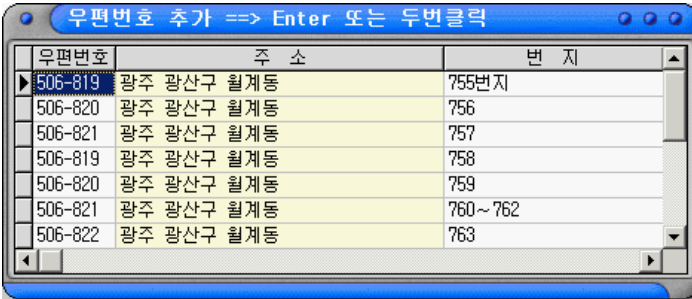 우편번호 추가 ==> Enter 또는 두번클릭
우편번호 주 소 번 지
506-819 광주 광산구 월계동 755번지
506-820 광주 광산구 월계동 756
506-821 광주 광산구 월계동 757
506-819 광주 광산구 월계동 758
506-820 광주 광산구 월계동 759
506-821 광주 광산구 월계동 760~762
506-822 광주 광산구 월계동 763